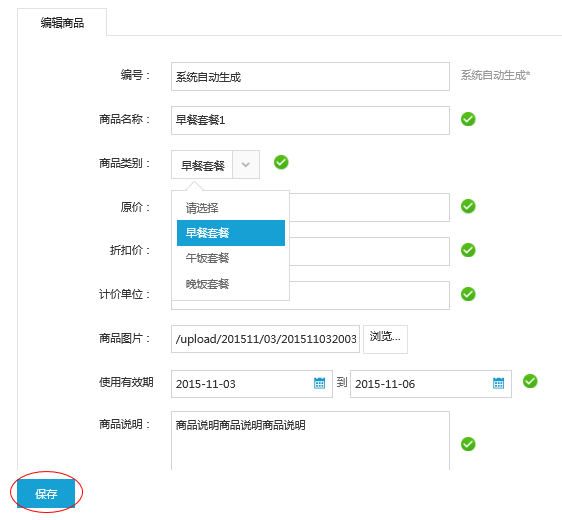 编辑商品
编号： 系统自动生成 系统自动生成*
商品名称： 早餐套餐1
商品类别： 早餐套餐
请选择
原价：
早餐套餐
折扣价：
午饭套餐
晚饭套餐
计价单位：
商品图片： /upload/201511/03/201511032003 浏览...
使用有效期 2015-11-03 到 2015-11-06
商品说明： 商品说明商品说明商品说明
保存